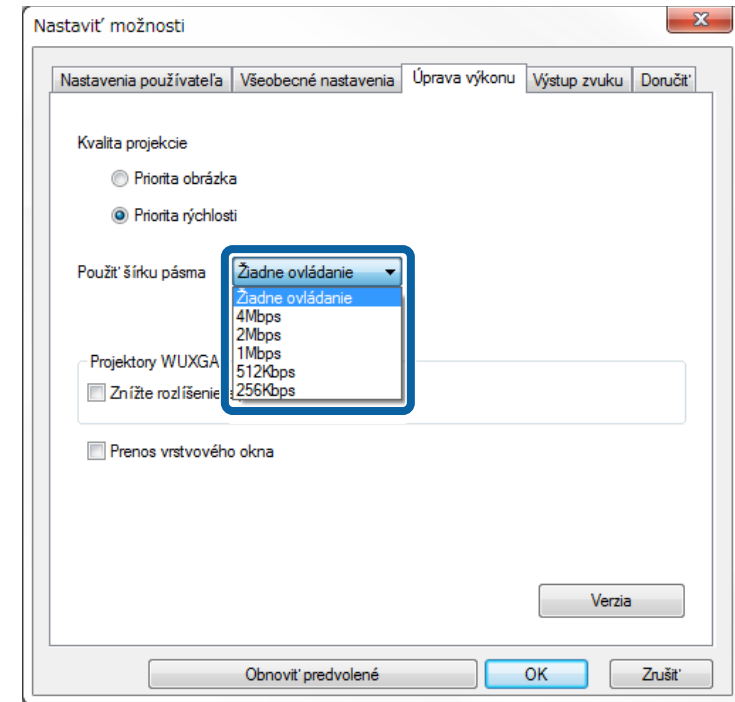 Nastaviť možnosti
Nastavenia používateľa Všeobecné nastavenia Úprava výkonu Výstup zvuku Doručiť
Kvalita projekcie
Priorita obrázka
Priorita rýchlosti
Použiť šírku pásma Žiadne ovládanie
Žiadne ovládanie
4Mbps
2Mbps
1Mbps
512Kbps
256Kbps
Projektory WUXGA
Znížte rozlíšenie
Prenos vrstvového okna
Verzia
Obnoviť predvolené OK Zrušiť